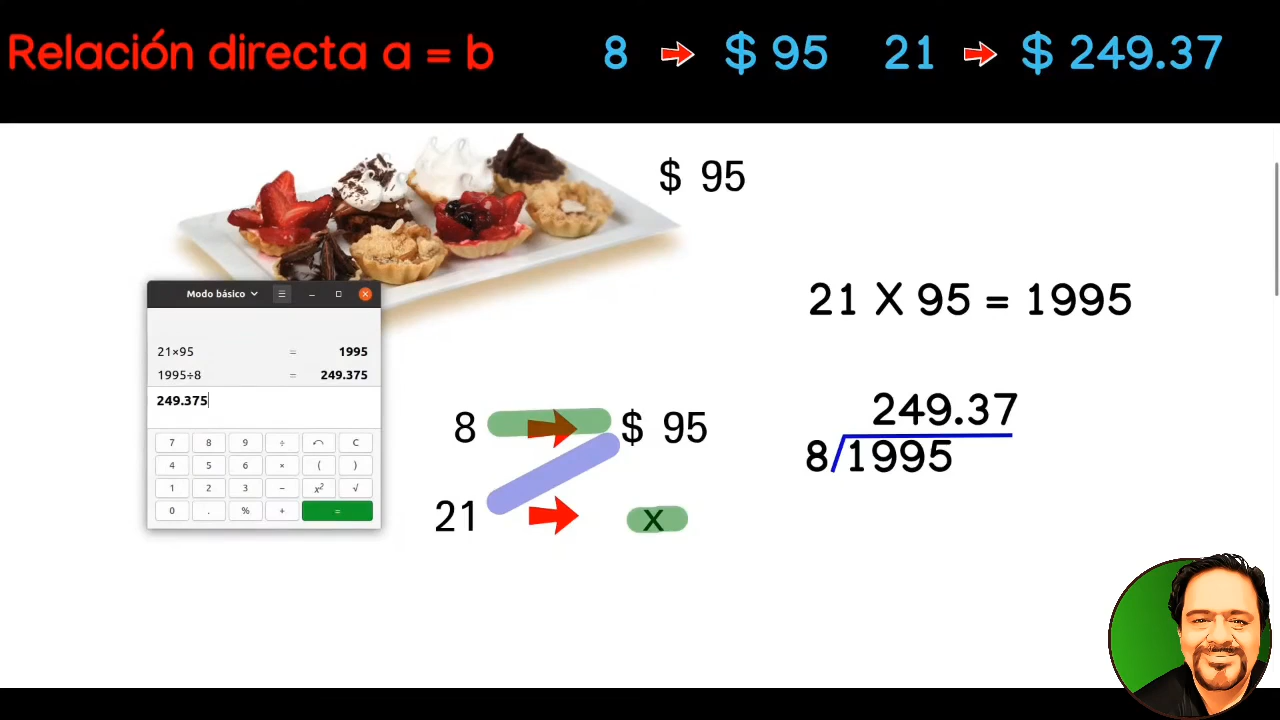 Relación directa a = b 8 $ 95 21 $ 249.37
$ 95
Modo básico
21×95 = 1995
1995÷8 = 249.375
249.375
7 8 9 ÷ C
4 5 6 × ( )
1 2 3 − x² √
0 . % + =
21 X 95 = 1995
249.37
8 1995
8 $ 95
21 x